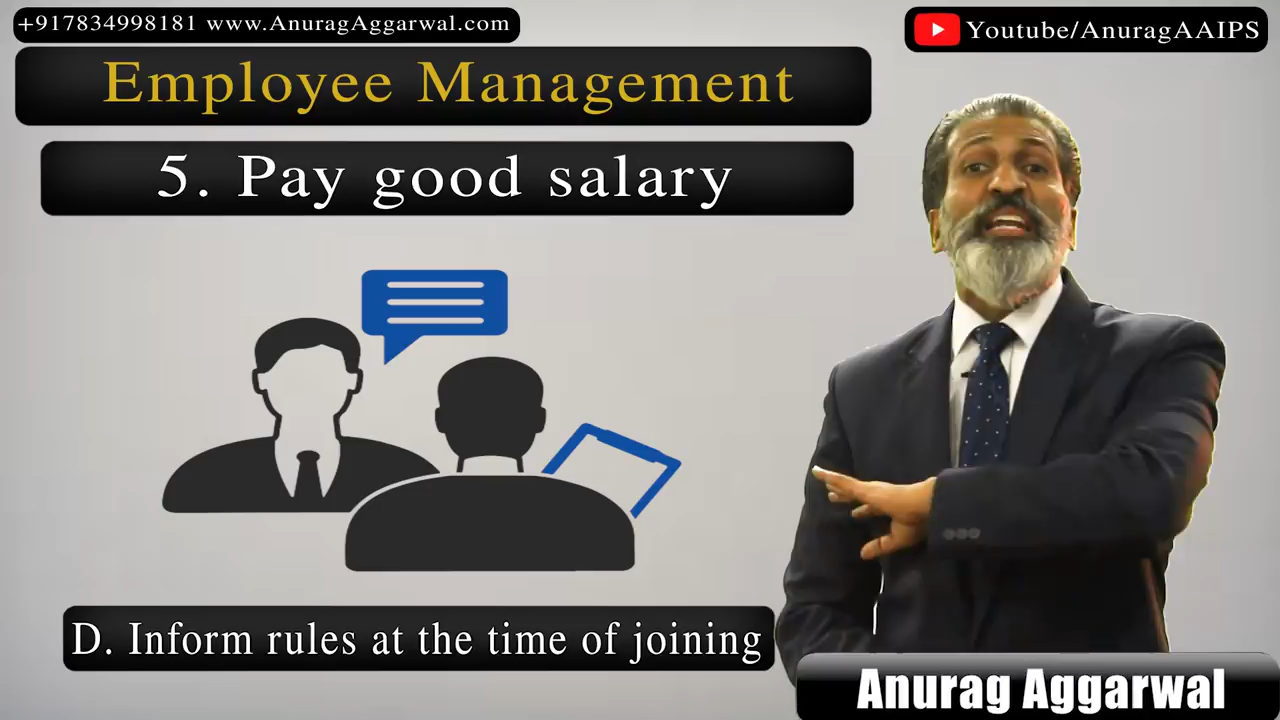 +917834998181 www.AnuragAggarwal.com
Youtube/AnuragAAIPS
Employee Management
5. Pay good salary
D. Inform rules at the time of joining
Anurag Aggarwal